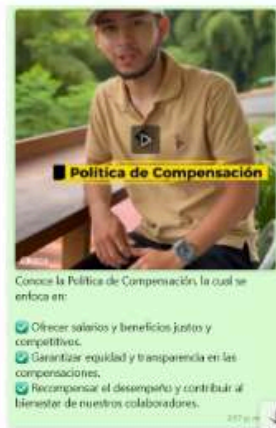 Política de Compensación
Conoce la Política de Compensación, la cual se
enfoca en:
✅ Ofrecer salarios y beneficios justos y
competitivos.
✅ Garantizar equidad y transparencia en las
compensaciones.
✅ Recompensar el desempeño y contribuir al
bienestar de nuestros colaboradores.